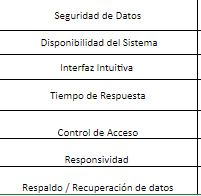 Seguridad de Datos
Disponibilidad del Sistema
Interfaz Intuitiva
Tiempo de Respuesta
Control de Acceso
Responsividad
Respaldo / Recuperación de datos